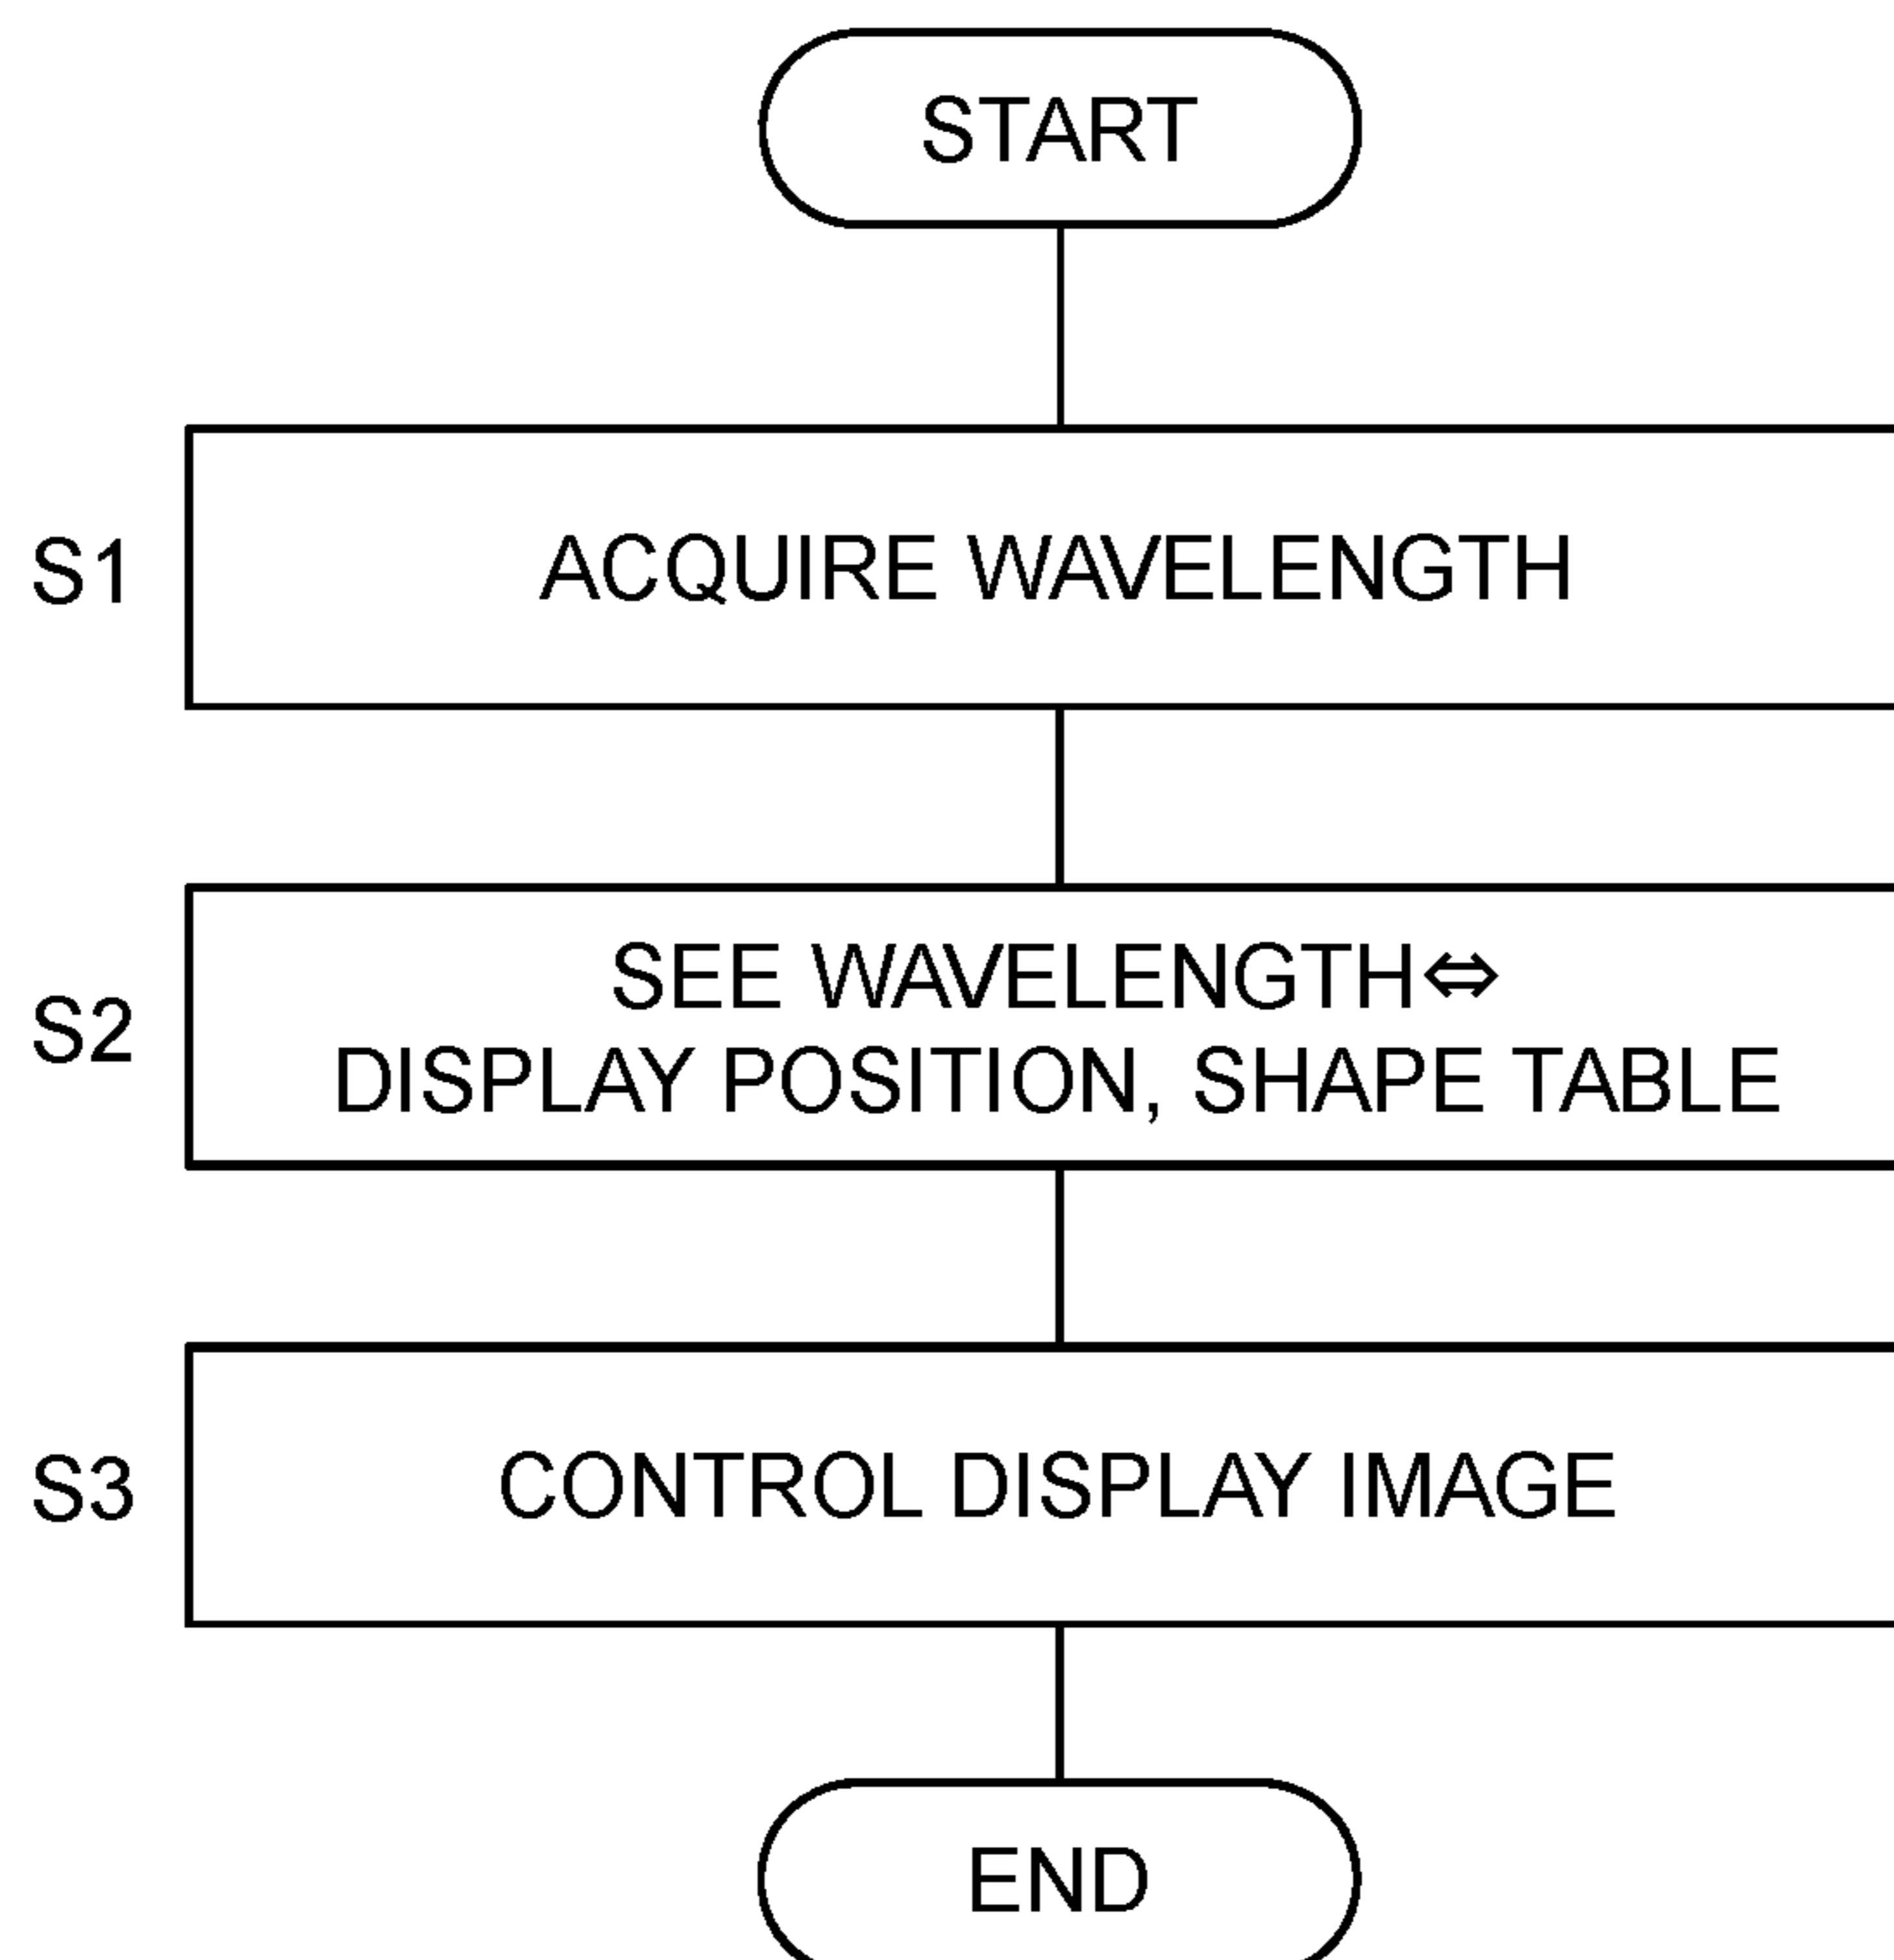 START
S1 ACQUIRE WAVELENGTH
SEE WAVELENGTH⇔
S2
DISPLAY POSITION, SHAPE TABLE
S3 CONTROL DISPLAY IMAGE
END